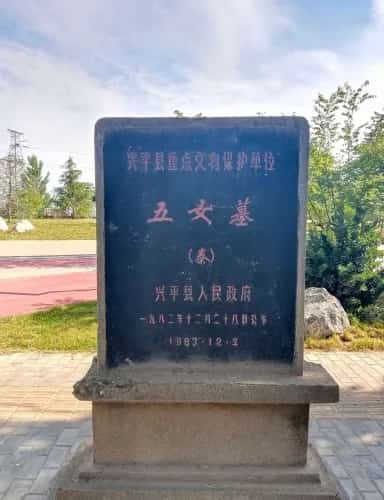 兴平县重点文物保护单位
五女墓
(秦)
兴平县人民政府
一九八二年十二月二十八日公布
1983·12·立